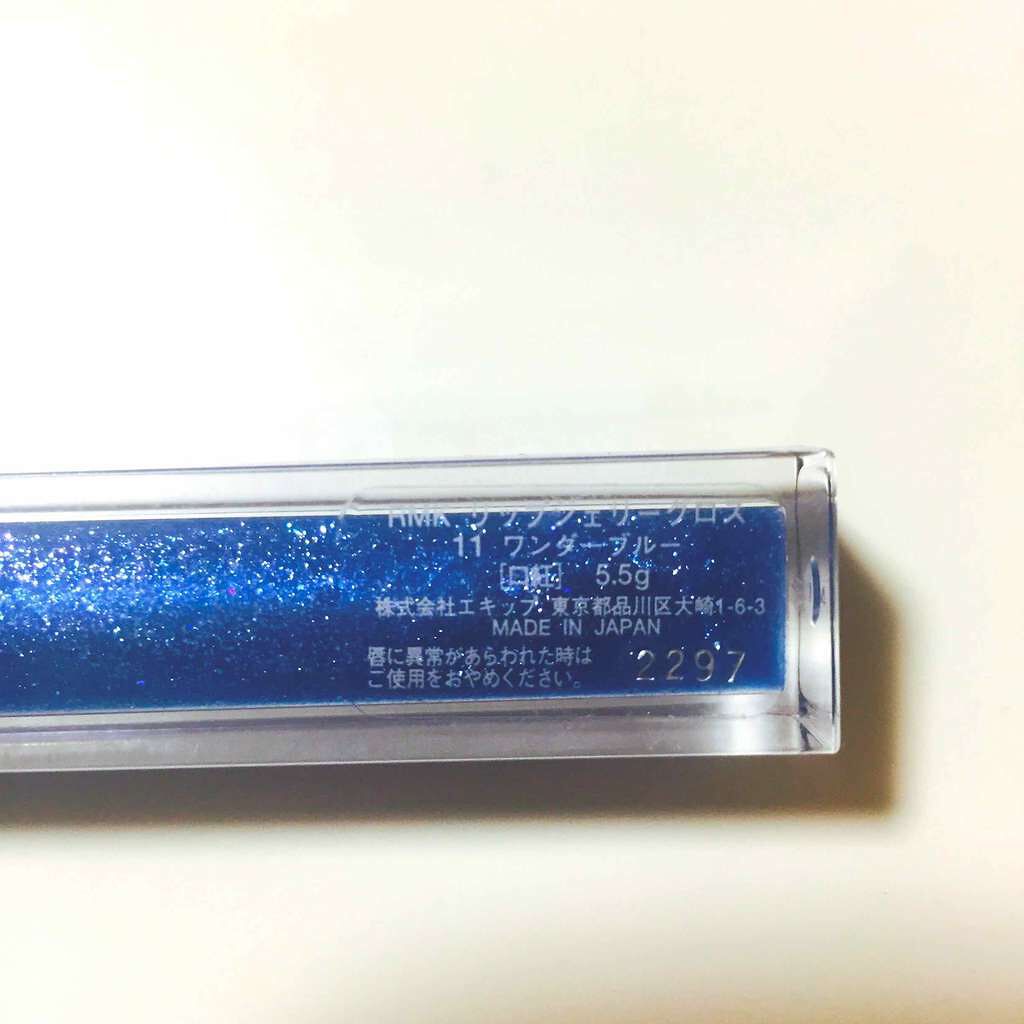 RMK リップジェリーグロス
11 ワンダーブルー
[口紅] 5.5g
株式会社エキップ 東京都品川区大崎1-6-3
MADE IN JAPAN
唇に異常があらわれた時は
ご使用をおやめください。
2297